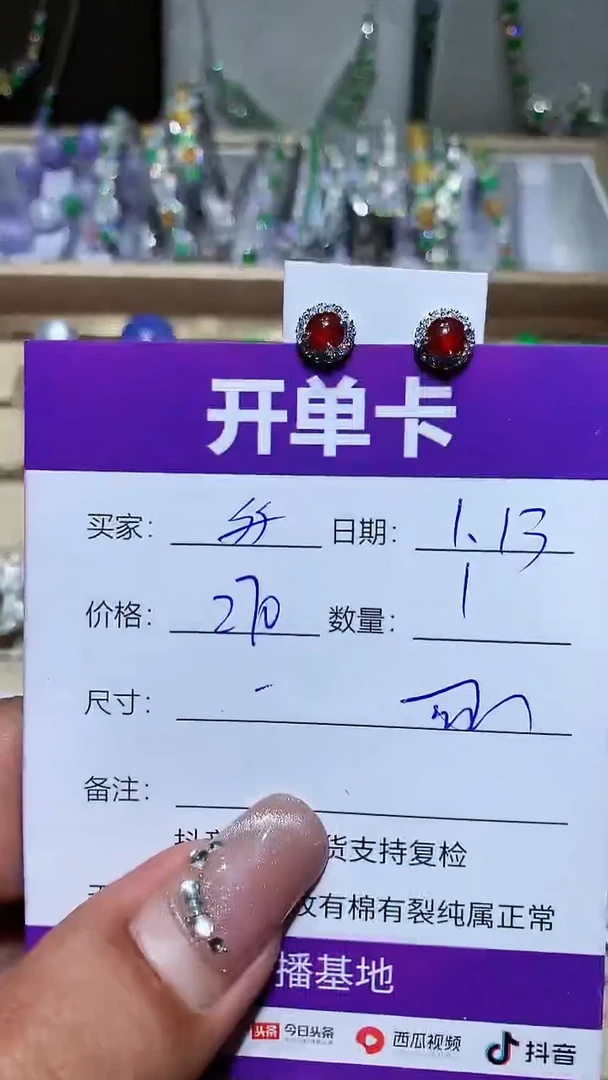 开单卡
买家： 日期：1.13
价格：270 数量：1
尺寸：-
备注：
货支持复检
有棉有裂纯属正常
播基地
头条 今日头条 西瓜视频 抖音